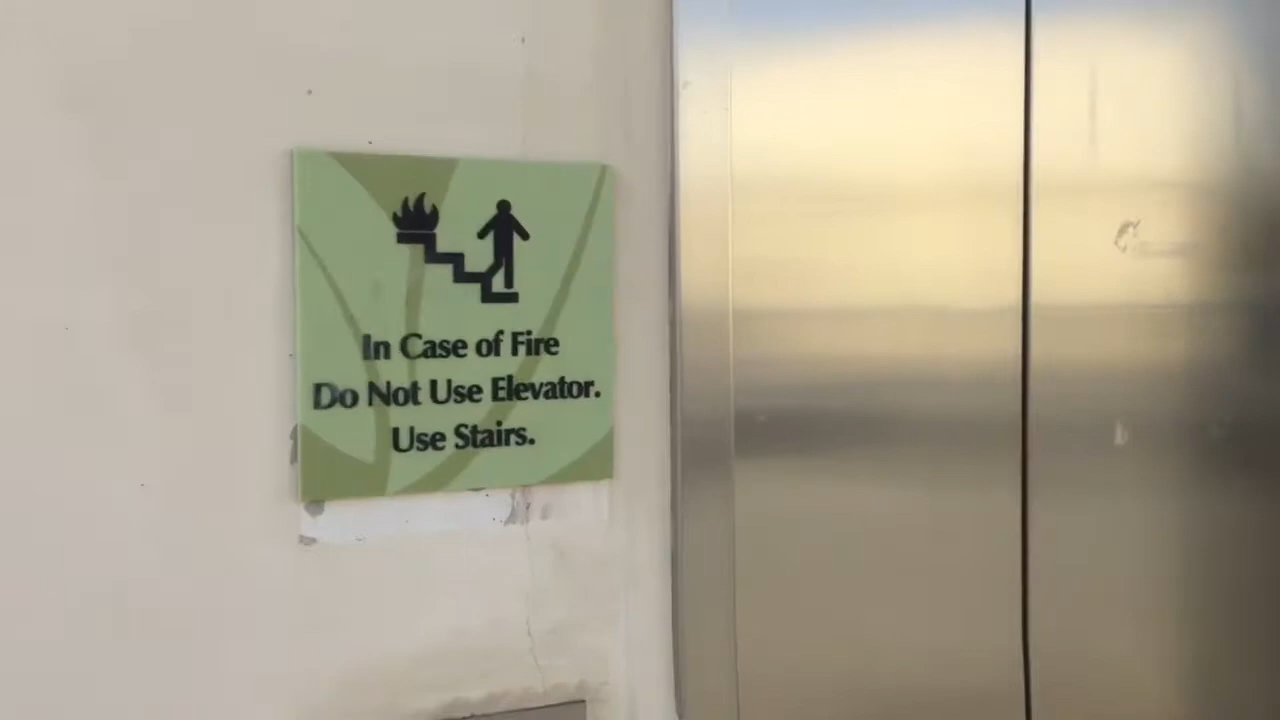 In Case of Fire
Do Not Use Elevator.
Use Stairs.